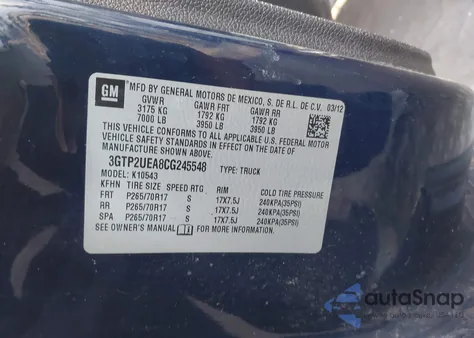 GM
MFD BY GENERAL MOTORS DE MEXICO, S. DE R.L. DE C.V. 03/12
GVWR GAWR FRT GAWR RR
3175 KG 1792 KG 1792 KG
7000 LB 3950 LB 3950 LB
THIS VEHICLE CONFORMS TO ALL APPLICABLE U.S. FEDERAL MOTOR
VEHICLE SAFETY STANDARDS IN EFFECT ON THE DATE OF
MANUFACTURE SHOWN ABOVE.
3GTP2UEA8CG245548 TYPE: TRUCK
MODEL: K10543
KFHN TIRE SIZE SPEED RTG RIM COLD TIRE PRESSURE
FRT P265/70R17 S 17X7.5J 240KPA(35PSI)
RR P265/70R17 S 17X7.5J 240KPA(35PSI)
SPA P265/70R17 S 17X7.5J 240KPA(35PSI)
SEE OWNER'S MANUAL FOR MORE INFORMATION.
autoSnap